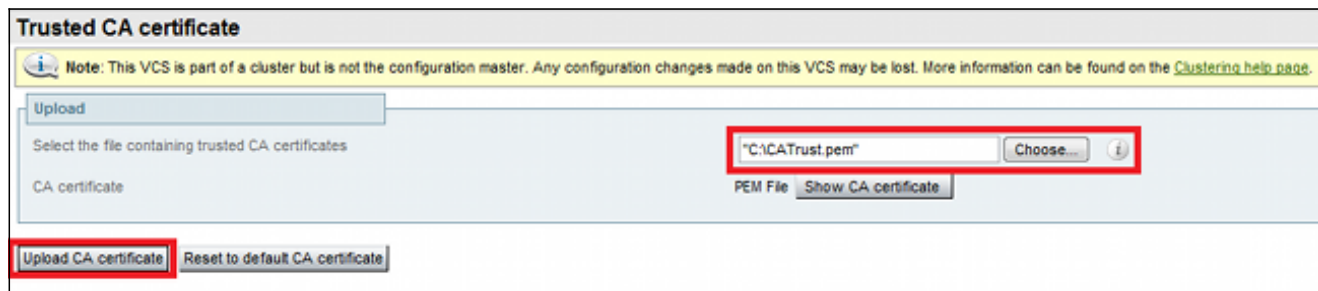 Trusted CA certificate
Note: This VCS is part of a cluster but is not the configuration master. Any configuration changes made on this VCS may be lost. More information can be found on the Clustering help page.
Upload
Select the file containing trusted CA certificates "C:\CATrust.pem" Choose... i
CA certificate PEM File Show CA certificate
Upload CA certificate Reset to default CA certificate